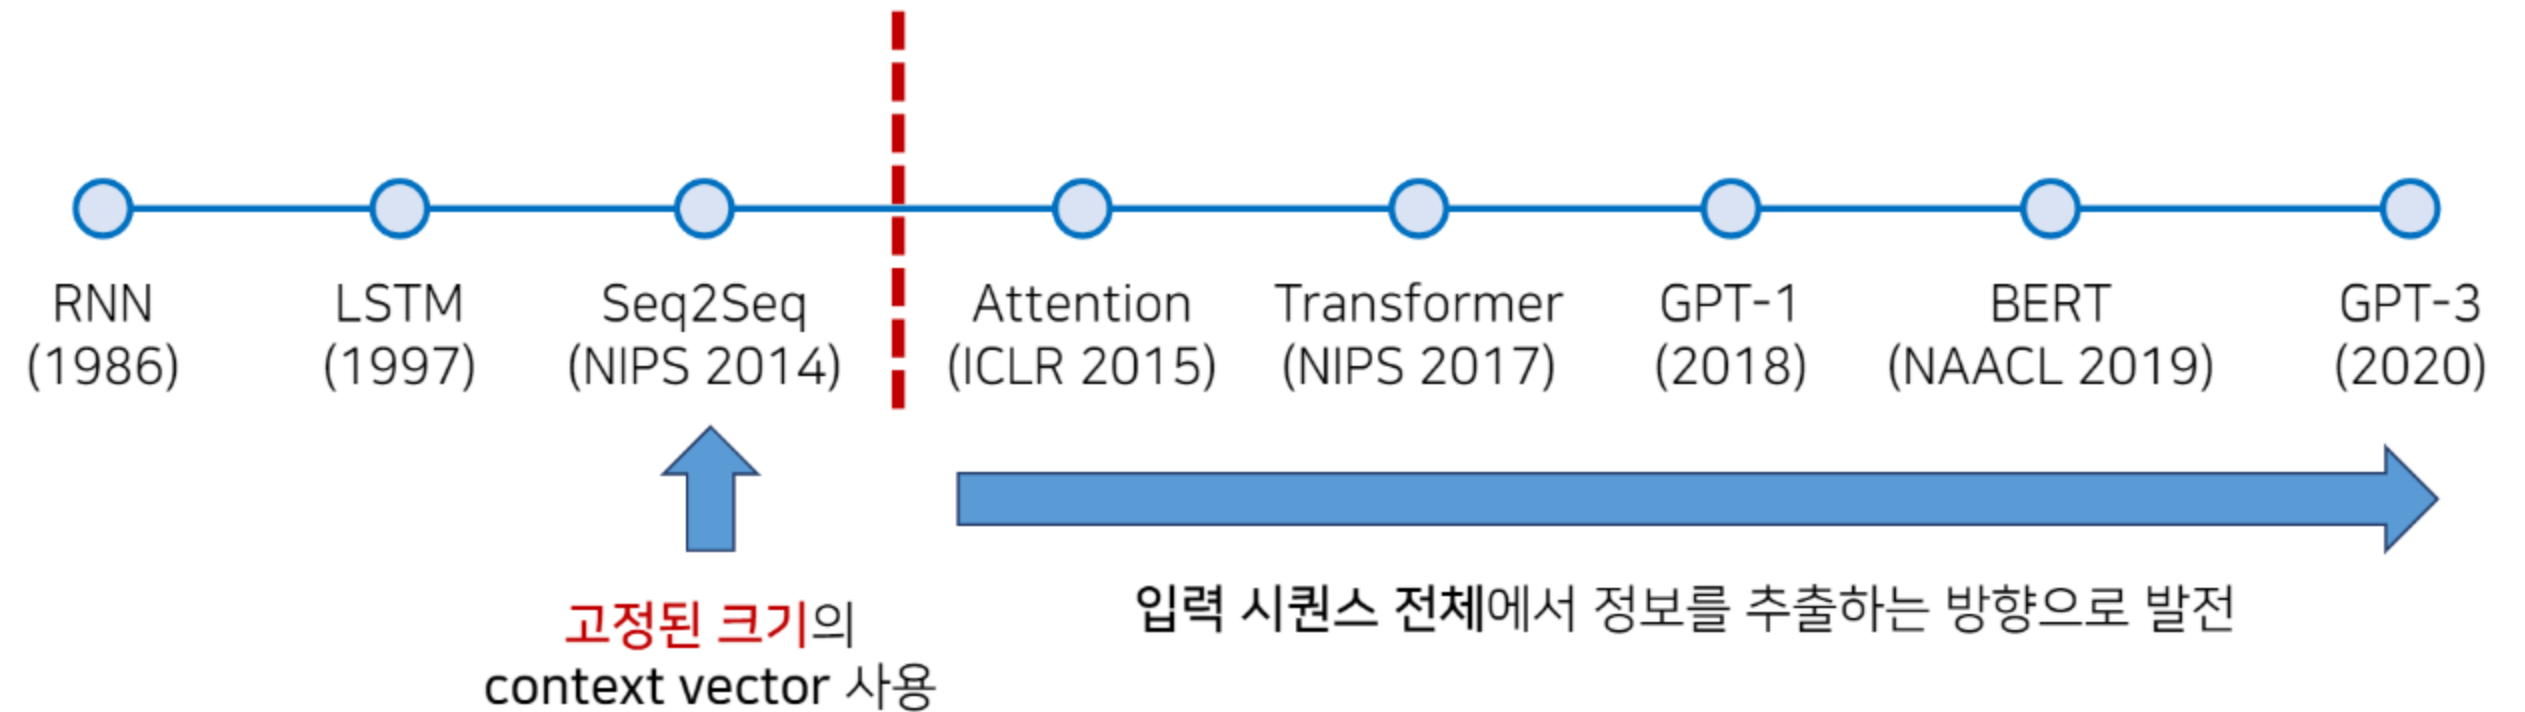 RNN
(1986)
LSTM
(1997)
Seq2Seq
(NIPS 2014)
Attention
(ICLR 2015)
Transformer
(NIPS 2017)
GPT-1
(2018)
BERT
(NAACL 2019)
GPT-3
(2020)
고정된 크기의
context vector 사용
입력 시퀀스 전체에서 정보를 추출하는 방향으로 발전